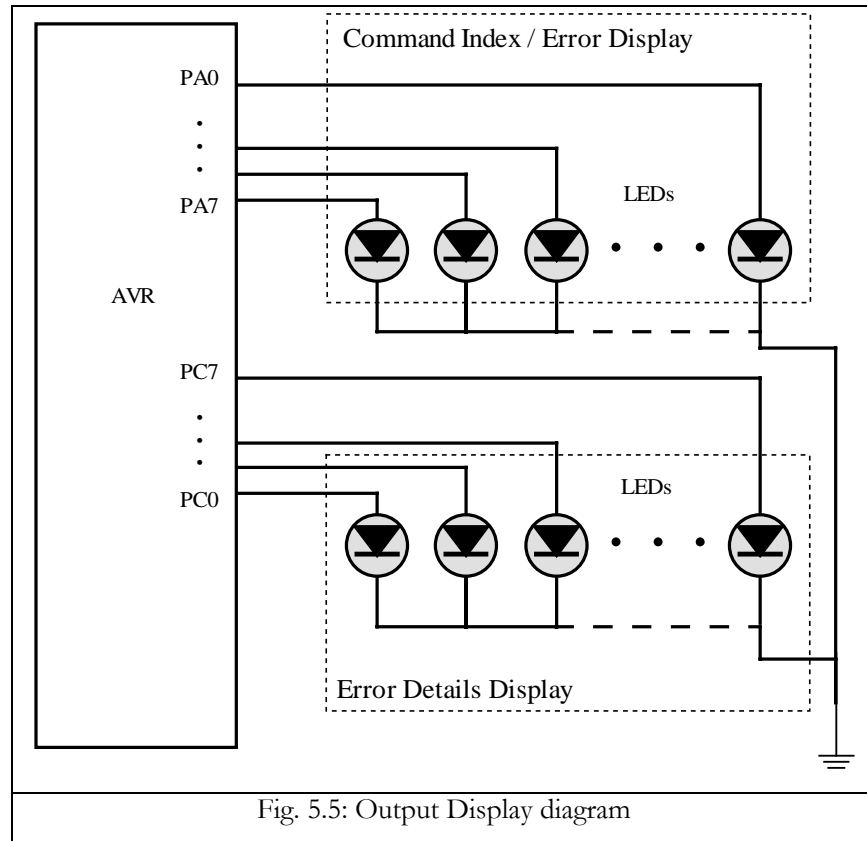 Command Index / Error Display
PA0
.
.
.
PA7
LEDs
• • •
AVR
PC7
.
.
.
PC0
LEDs
• • •
Error Details Display
Fig. 5.5: Output Display diagram